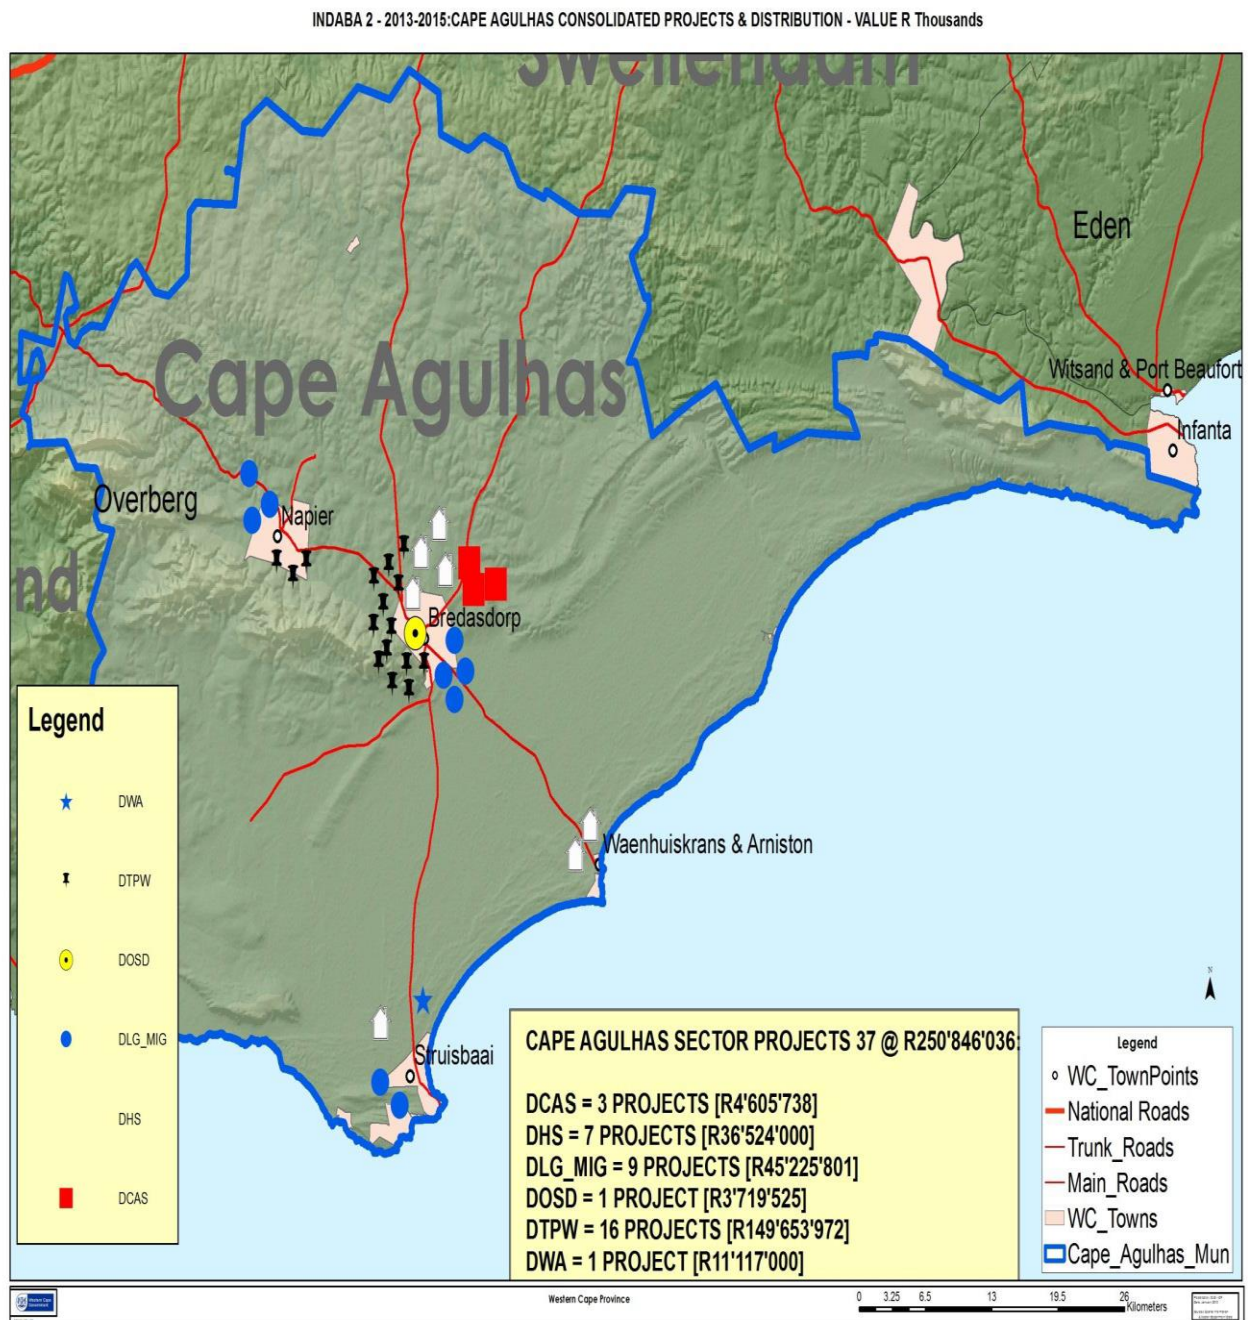 INDABA 2 - 2013-2015:CAPE AGULHAS CONSOLIDATED PROJECTS & DISTRIBUTION - VALUE R Thousands
Swellendam
Eden
Cape Agulhas
Witsand & Port Beaufort
Infanta
Overberg
Napier
nd
Bredasdorp
Waenhuiskrans & Arniston
Struisbaai
Legend
DWA
DTPW
DOSD
DLG_MIG
DHS
DCAS
CAPE AGULHAS SECTOR PROJECTS 37 @ R250'846'036:
DCAS = 3 PROJECTS [R4'605'738]
DHS = 7 PROJECTS [R36'524'000]
DLG_MIG = 9 PROJECTS [R45'225'801]
DOSD = 1 PROJECT [R3'719'525]
DTPW = 16 PROJECTS [R149'653'972]
DWA = 1 PROJECT [R11'117'000]
N
Legend
WC_TownPoints
National Roads
Trunk_Roads
Main_Roads
WC_Towns
Cape_Agulhas_Mun
Western Cape
Government
Western Cape Province
0 3.25 6.5 13 19.5 26
Kilometers